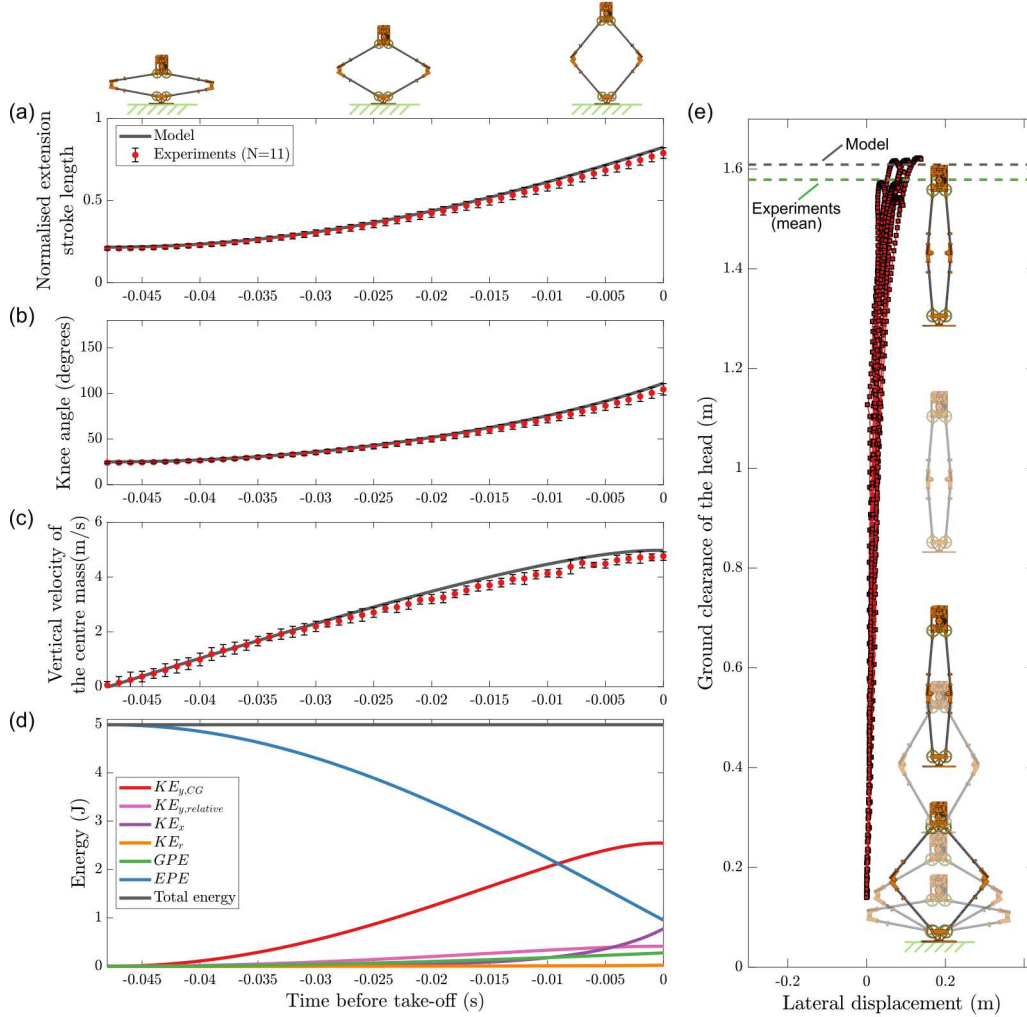 (a)
Normalised extension
stroke length
1
0.5
0
Model
Experiments (N=11)
-0.045 -0.04 -0.035 -0.03 -0.025 -0.02 -0.015 -0.01 -0.005 0
(b)
Knee angle (degrees)
150
100
50
0
-0.045 -0.04 -0.035 -0.03 -0.025 -0.02 -0.015 -0.01 -0.005 0
(c)
Vertical velocity of
the centre mass(m/s)
6
4
2
0
-0.045 -0.04 -0.035 -0.03 -0.025 -0.02 -0.015 -0.01 -0.005 0
(d)
Energy (J)
5
4
3
2
1
0
KE_{y,CG}
KE_{y,relative}
KE_x
KE_r
GPE
EPE
Total energy
-0.045 -0.04 -0.035 -0.03 -0.025 -0.02 -0.015 -0.01 -0.005 0
Time before take-off (s)
(e)
Ground clearance of the head (m)
1.6
1.4
1.2
1
0.8
0.6
0.4
0.2
0
Model
Experiments
(mean)
-0.2 0 0.2
Lateral displacement (m)